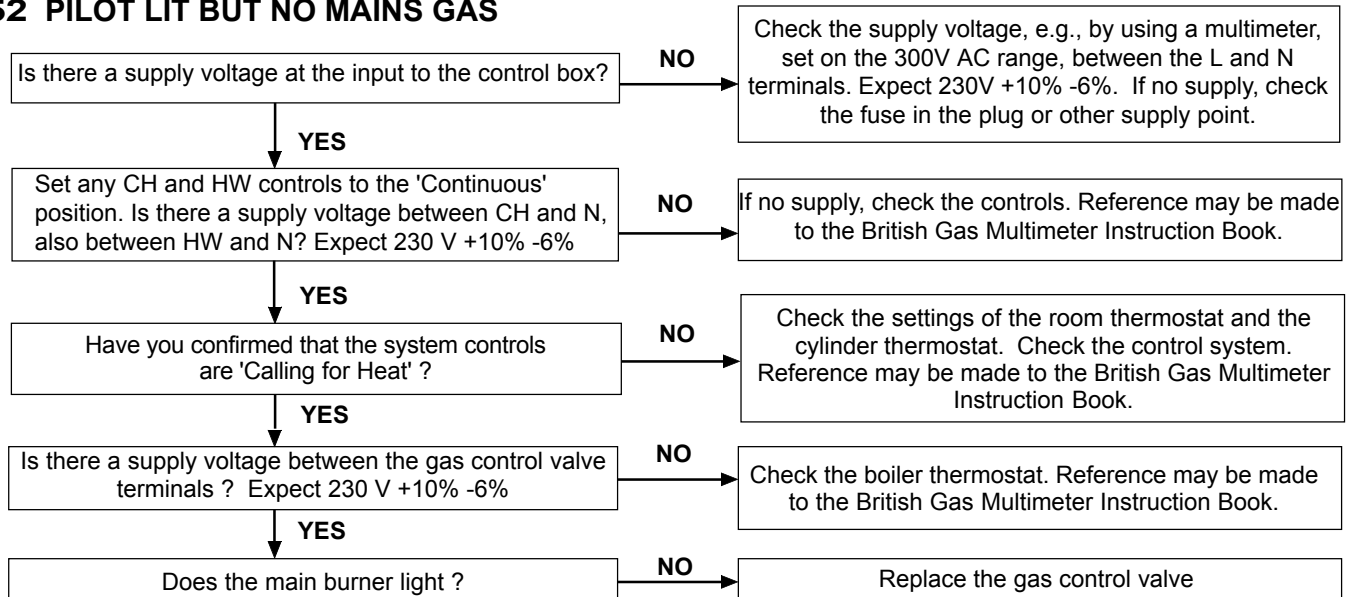 52 PILOT LIT BUT NO MAINS GAS
Is there a supply voltage at the input to the control box?
NO
Check the supply voltage, e.g., by using a multimeter,
set on the 300V AC range, between the L and N
terminals. Expect 230V +10% -6%. If no supply, check
the fuse in the plug or other supply point.
YES
Set any CH and HW controls to the 'Continuous'
position. Is there a supply voltage between CH and N,
also between HW and N? Expect 230 V +10% -6%
NO
If no supply, check the controls. Reference may be made
to the British Gas Multimeter Instruction Book.
YES
Have you confirmed that the system controls
are 'Calling for Heat' ?
NO
Check the settings of the room thermostat and the
cylinder thermostat. Check the control system.
Reference may be made to the British Gas Multimeter
Instruction Book.
YES
Is there a supply voltage between the gas control valve
terminals ? Expect 230 V +10% -6%
NO
Check the boiler thermostat. Reference may be made
to the British Gas Multimeter Instruction Book.
YES
Does the main burner light ?
NO
Replace the gas control valve